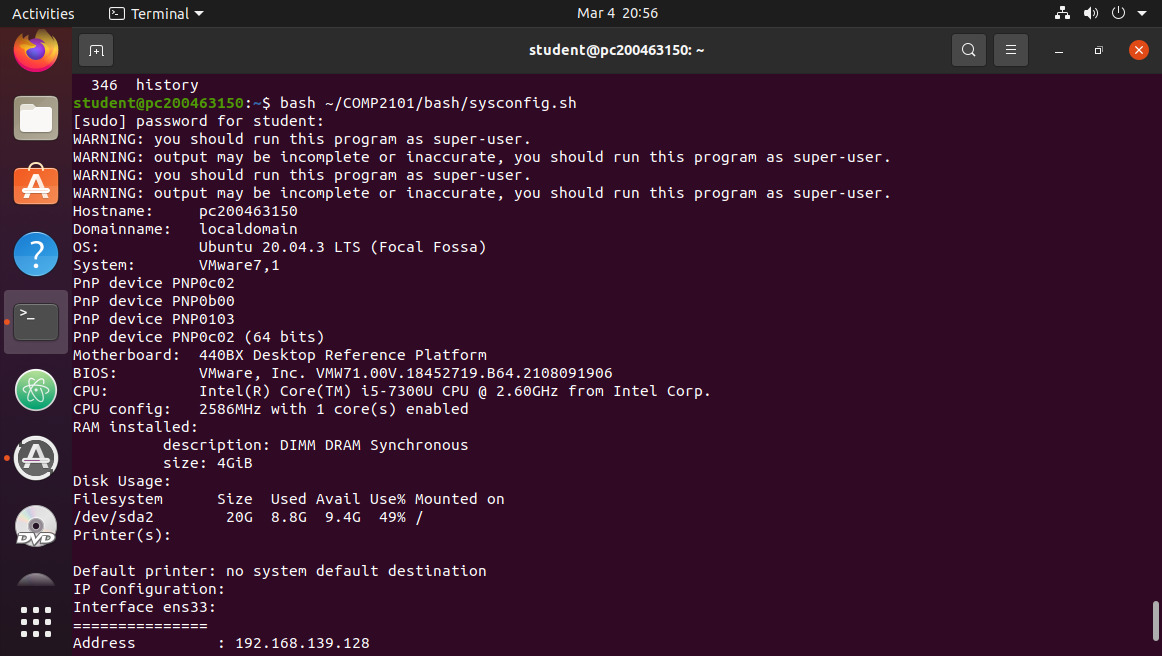 Activities Terminal Mar 4 20:56
student@pc200463150: ~
346  history
student@pc200463150:~$ bash ~/COMP2101/bash/sysconfig.sh
[sudo] password for student:
WARNING: you should run this program as super-user.
WARNING: output may be incomplete or inaccurate, you should run this program as super-user.
WARNING: you should run this program as super-user.
WARNING: output may be incomplete or inaccurate, you should run this program as super-user.
Hostname:     pc200463150
Domainname:   localdomain
OS:           Ubuntu 20.04.3 LTS (Focal Fossa)
System:       VMware7,1
PnP device PNP0c02
PnP device PNP0b00
PnP device PNP0103
PnP device PNP0c02 (64 bits)
Motherboard:  440BX Desktop Reference Platform
BIOS:         VMware, Inc. VMW71.00V.18452719.B64.2108091906
CPU:          Intel(R) Core(TM) i5-7300U CPU @ 2.60GHz from Intel Corp.
CPU config:   2586MHz with 1 core(s) enabled
RAM installed:
          description: DIMM DRAM Synchronous
          size: 4GiB
Disk Usage:
Filesystem      Size  Used Avail Use% Mounted on
/dev/sda2        20G  8.8G  9.4G  49% /
Printer(s):
Default printer: no system default destination
IP Configuration:
Interface ens33:
===============
Address         : 192.168.139.128
DVD